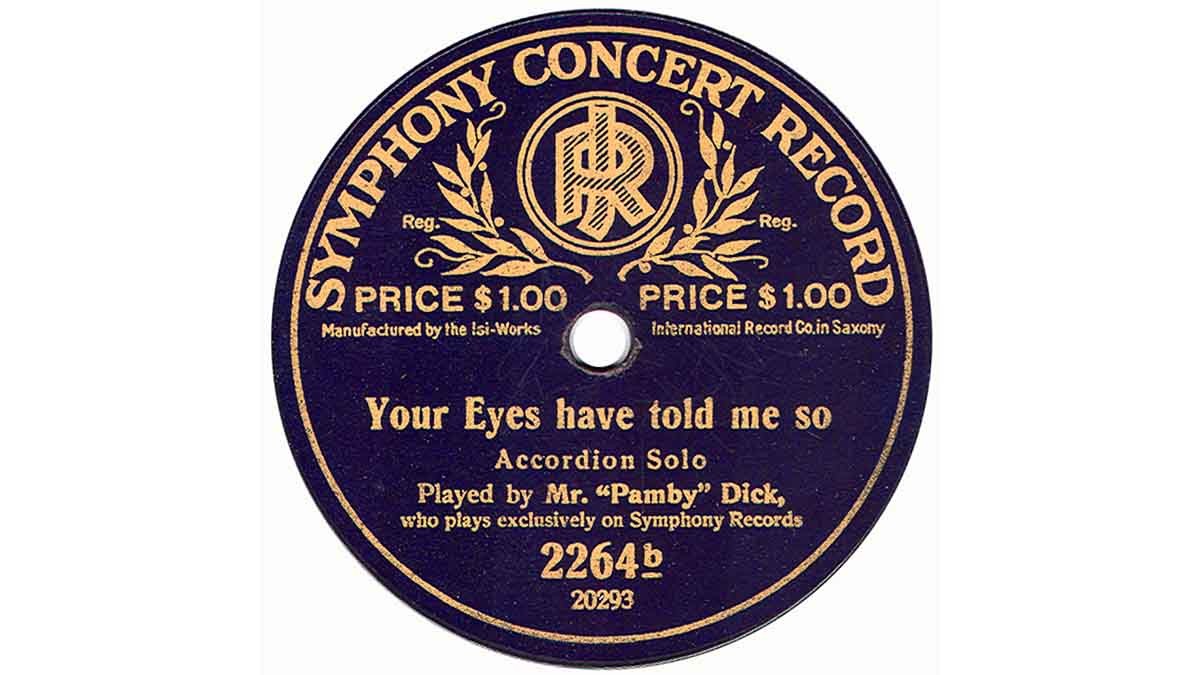 SYMPHONY CONCERT RECORD
IRR
Reg. Reg.
PRICE $1.00 PRICE $1.00
Manufactured by the Isi-Works International Record Co. in Saxony
Your Eyes have told me so
Accordion Solo
Played by Mr. “Pamby” Dick,
who plays exclusively on Symphony Records
2264b
20293